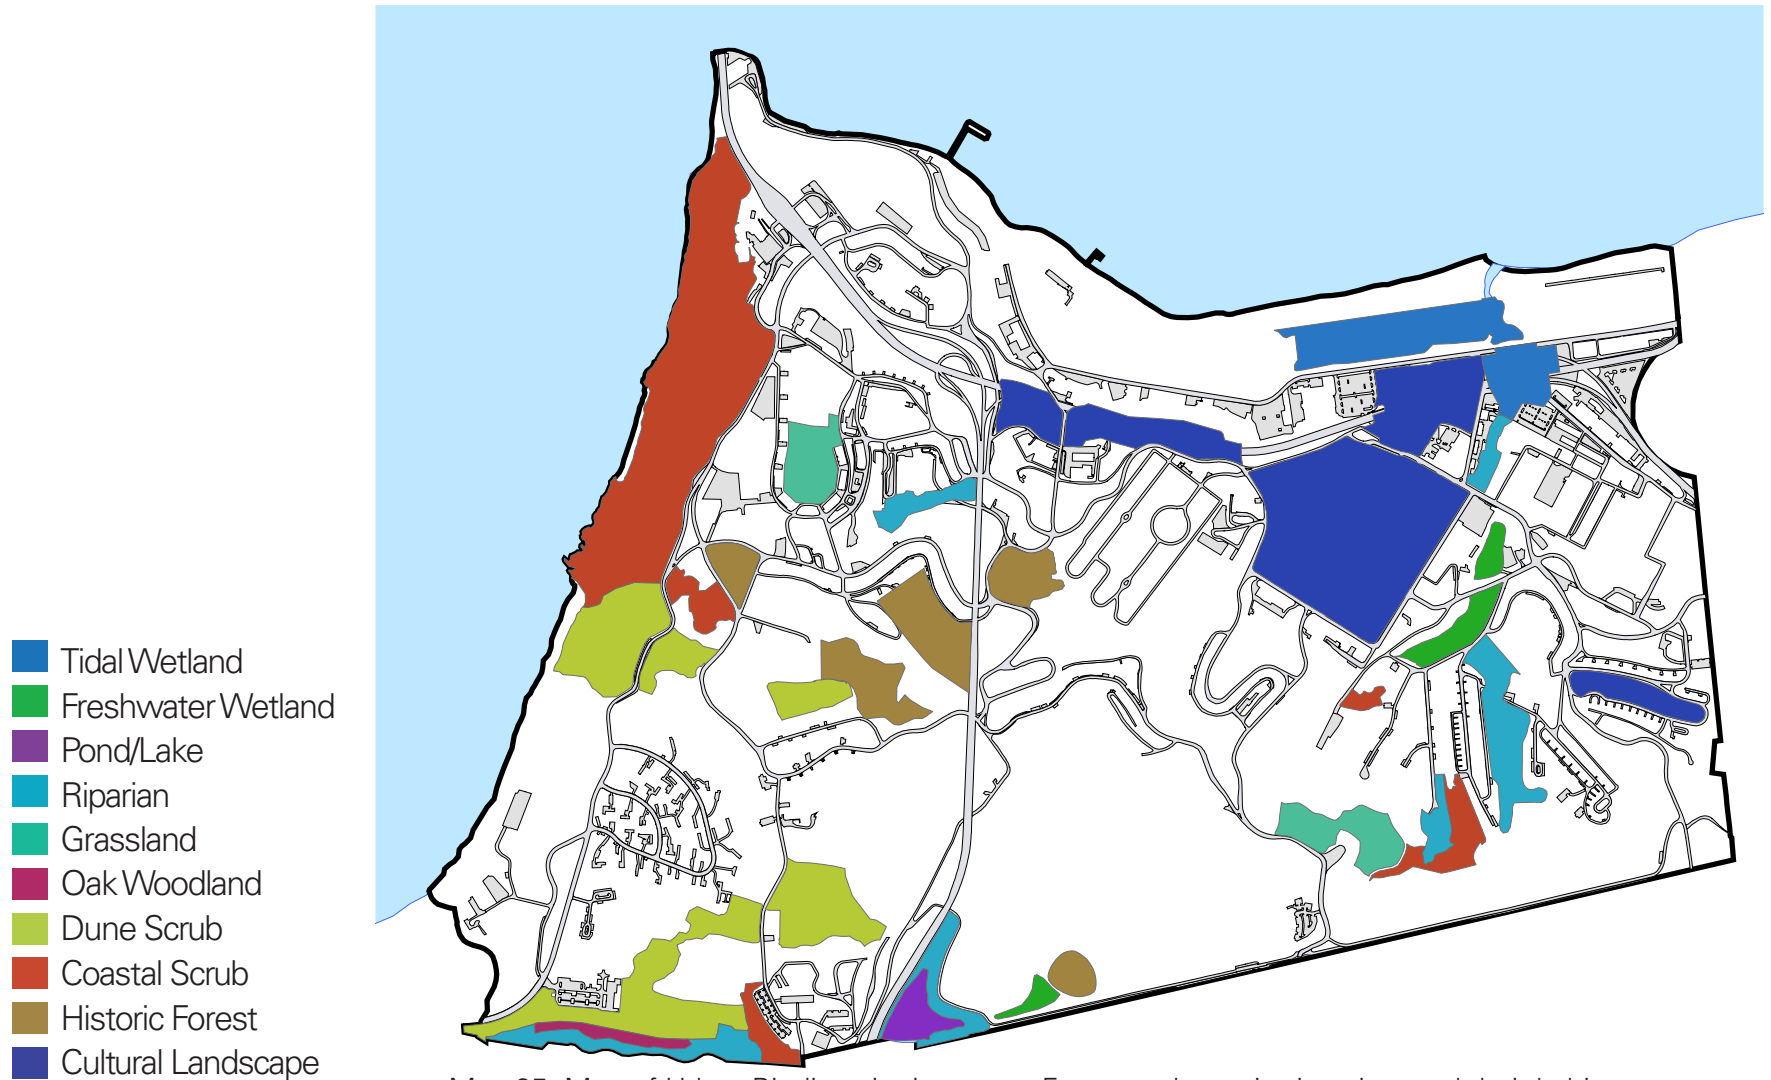 Tidal Wetland
Freshwater Wetland
Pond/Lake
Riparian
Grassland
Oak Woodland
Dune Scrub
Coastal Scrub
Historic Forest
Cultural Landscape